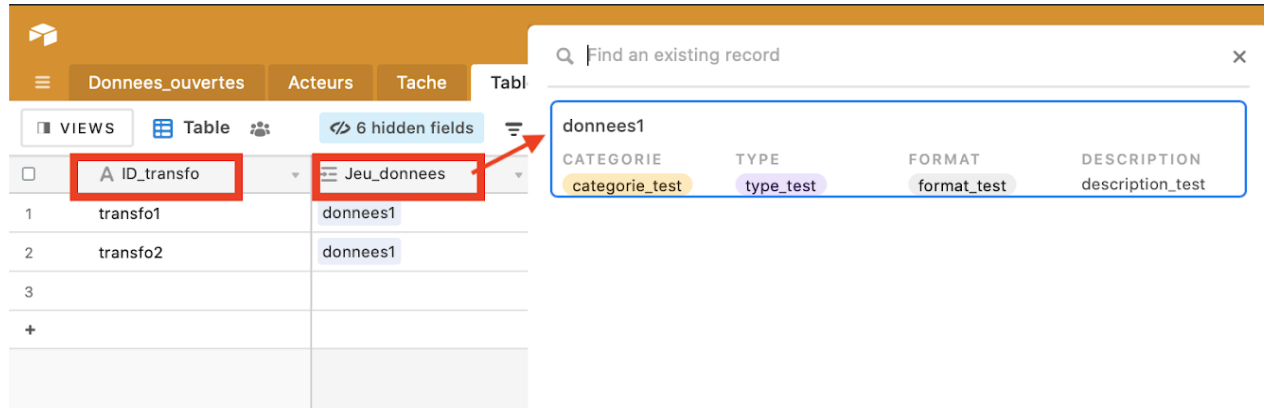 Find an existing record
Donnees_ouvertes Acteurs Tache Tabl
VIEWS Table 6 hidden fields
donnees1
CATEGORIE TYPE FORMAT DESCRIPTION
categorie_test type_test format_test description_test
ID_transfo Jeu_donnees
1 transfo1 donnees1
2 transfo2 donnees1
3
+